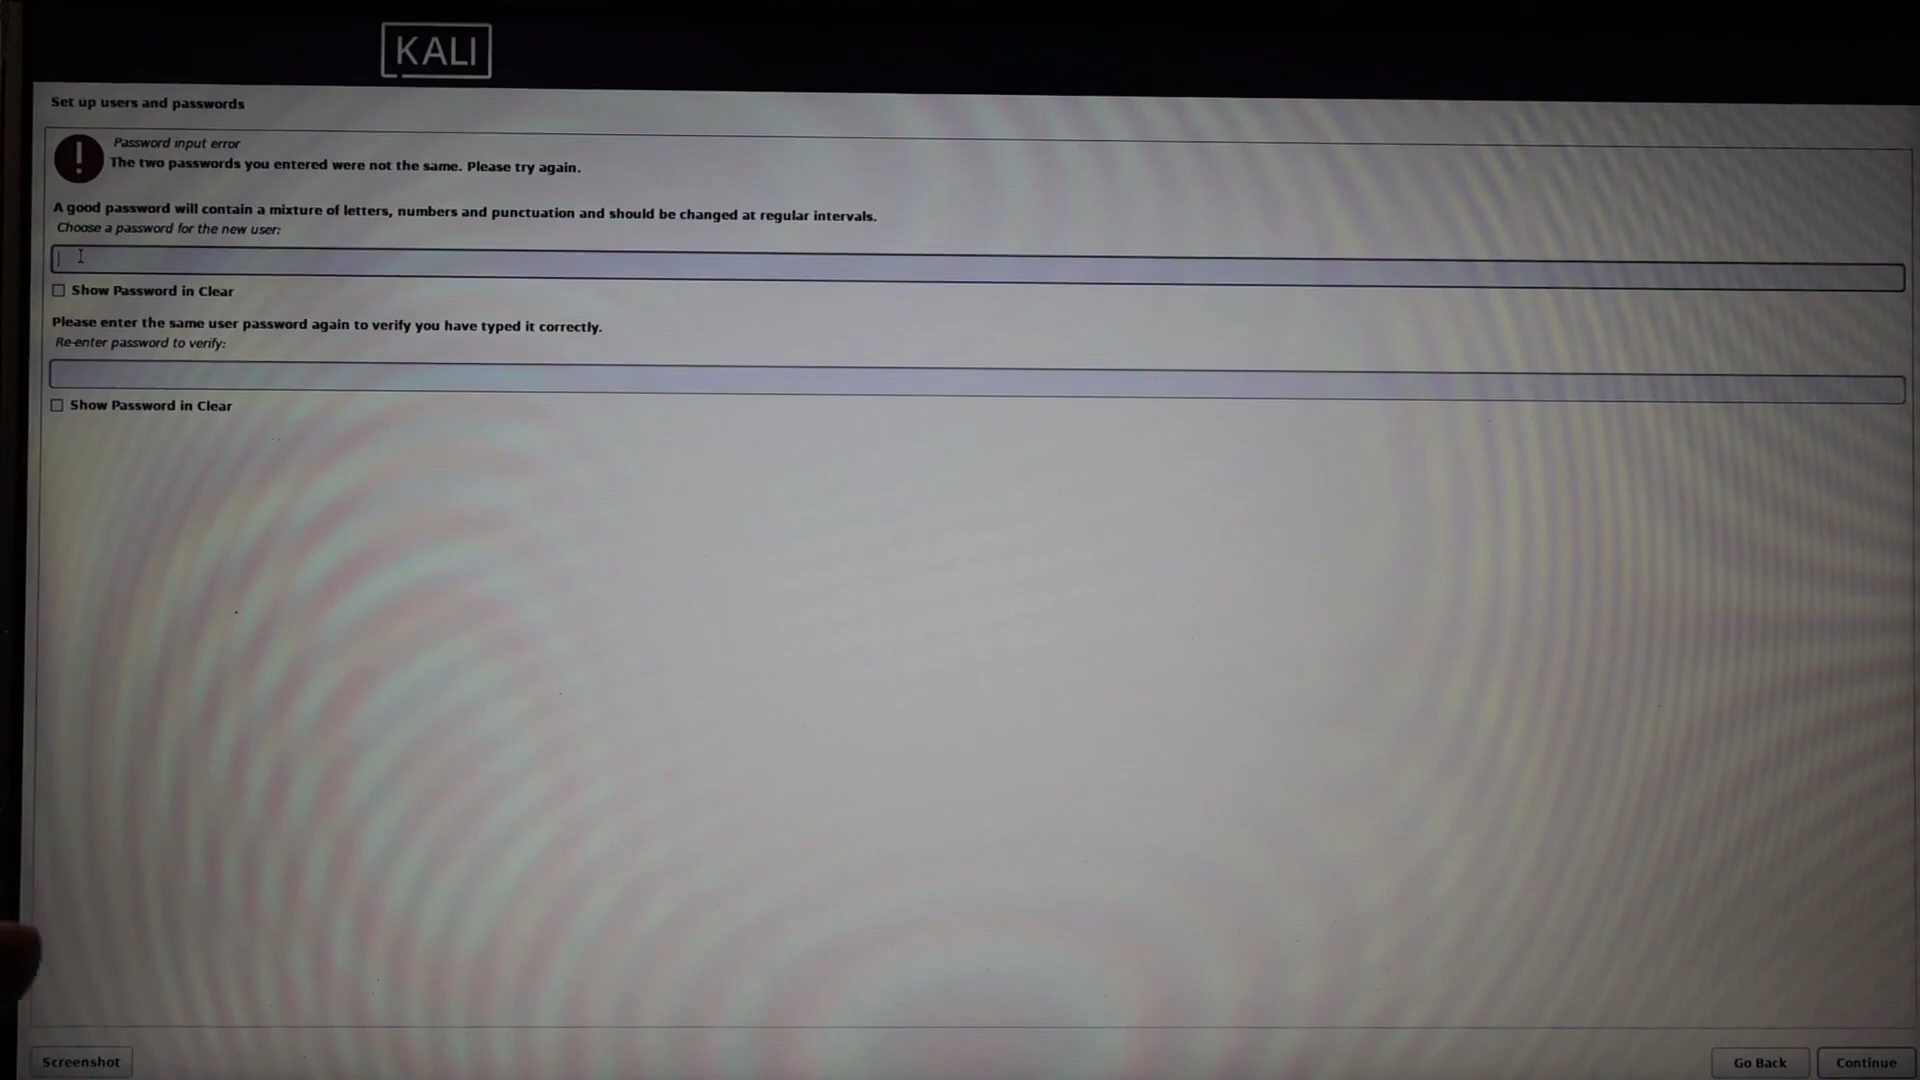 KALI
Set up users and passwords
Password input error
The two passwords you entered were not the same. Please try again.
A good password will contain a mixture of letters, numbers and punctuation and should be changed at regular intervals.
Choose a password for the new user:
Show Password in Clear
Please enter the same user password again to verify you have typed it correctly.
Re-enter password to verify:
Show Password in Clear
Screenshot
Go Back
Continue